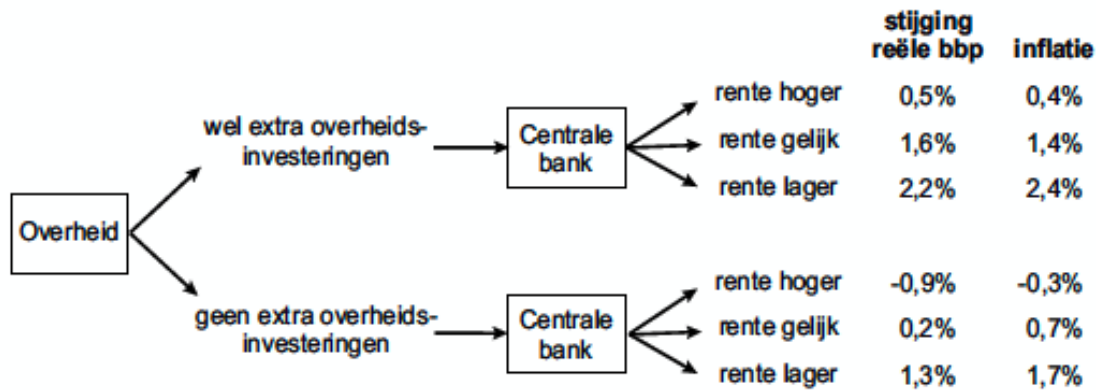 stijging
reële bbp inflatie
rente hoger 0,5% 0,4%
wel extra overheids-
investeringen
Centrale
bank
rente gelijk 1,6% 1,4%
rente lager 2,2% 2,4%
Overheid
rente hoger -0,9% -0,3%
geen extra overheids-
investeringen
Centrale
bank
rente gelijk 0,2% 0,7%
rente lager 1,3% 1,7%